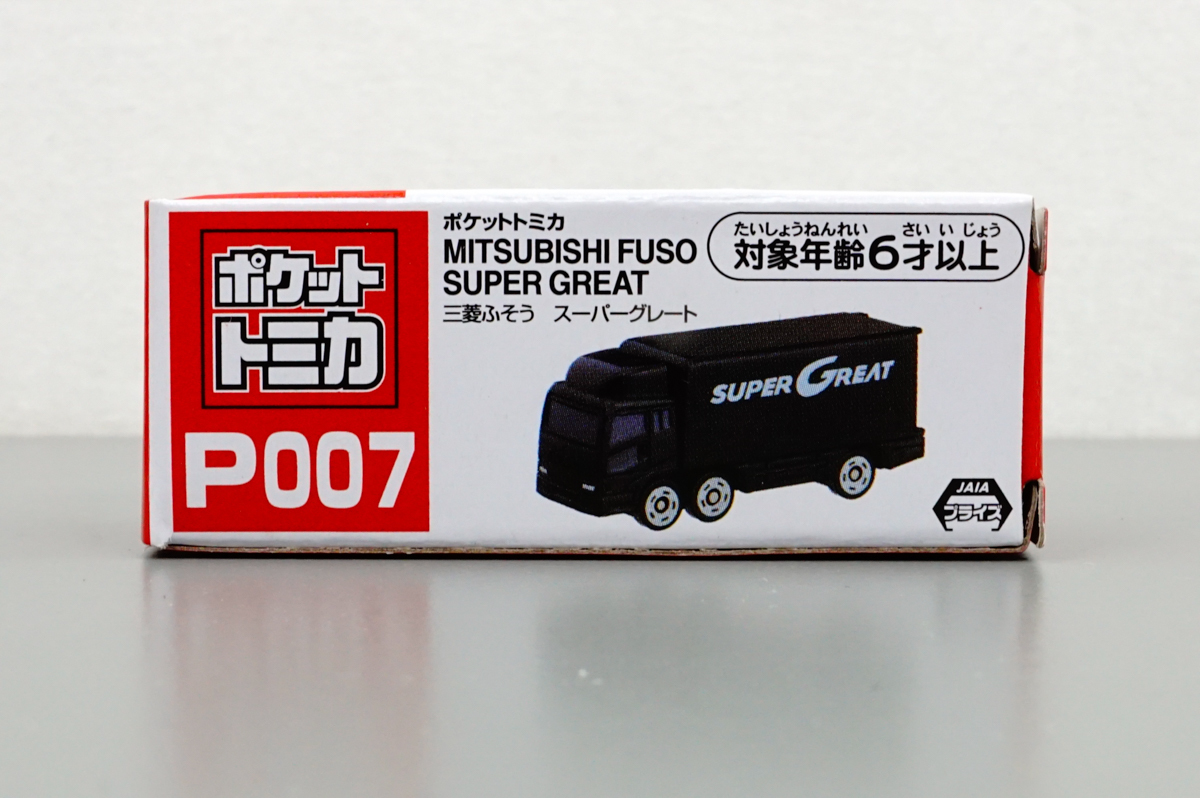 ポケット
トミカ
P007
ポケットトミカ
MITSUBISHI FUSO
SUPER GREAT
三菱ふそう スーパーグレート
たいしょうねんれい さいいじょう
対象年齢6才以上
SUPER GREAT
JAIA
プライズ